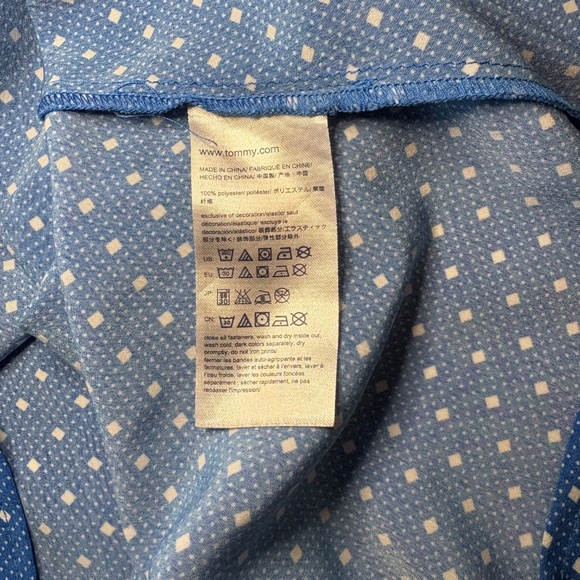 www.tommy.com
MADE IN CHINA/ FABRIQUÉ EN CHINE/
HECHO EN CHINA/ 中国製/ 产地：中国
100% polyester/ poliéster/ ポリエステル/ 聚酯
纤维
exclusive of decoration/elastic/ sauf
décoration/élastique/ excluye la
decoración/elástico/ 装飾部分/エラスティック
部分を除く/ 装饰部分/弹性部分除外
US:
EU: 30
JP:
CN: 30
close all fasteners, wash and dry inside out,
wash cold, dark colors separately, dry
promptly, do not iron prints/
fermer les bandes auto-agrippante et les
fermetures, laver et sécher à l'envers, laver à
l'eau froide, laver les couleurs foncées
séparément ; sécher rapidement, ne pas
repasser l'impression/